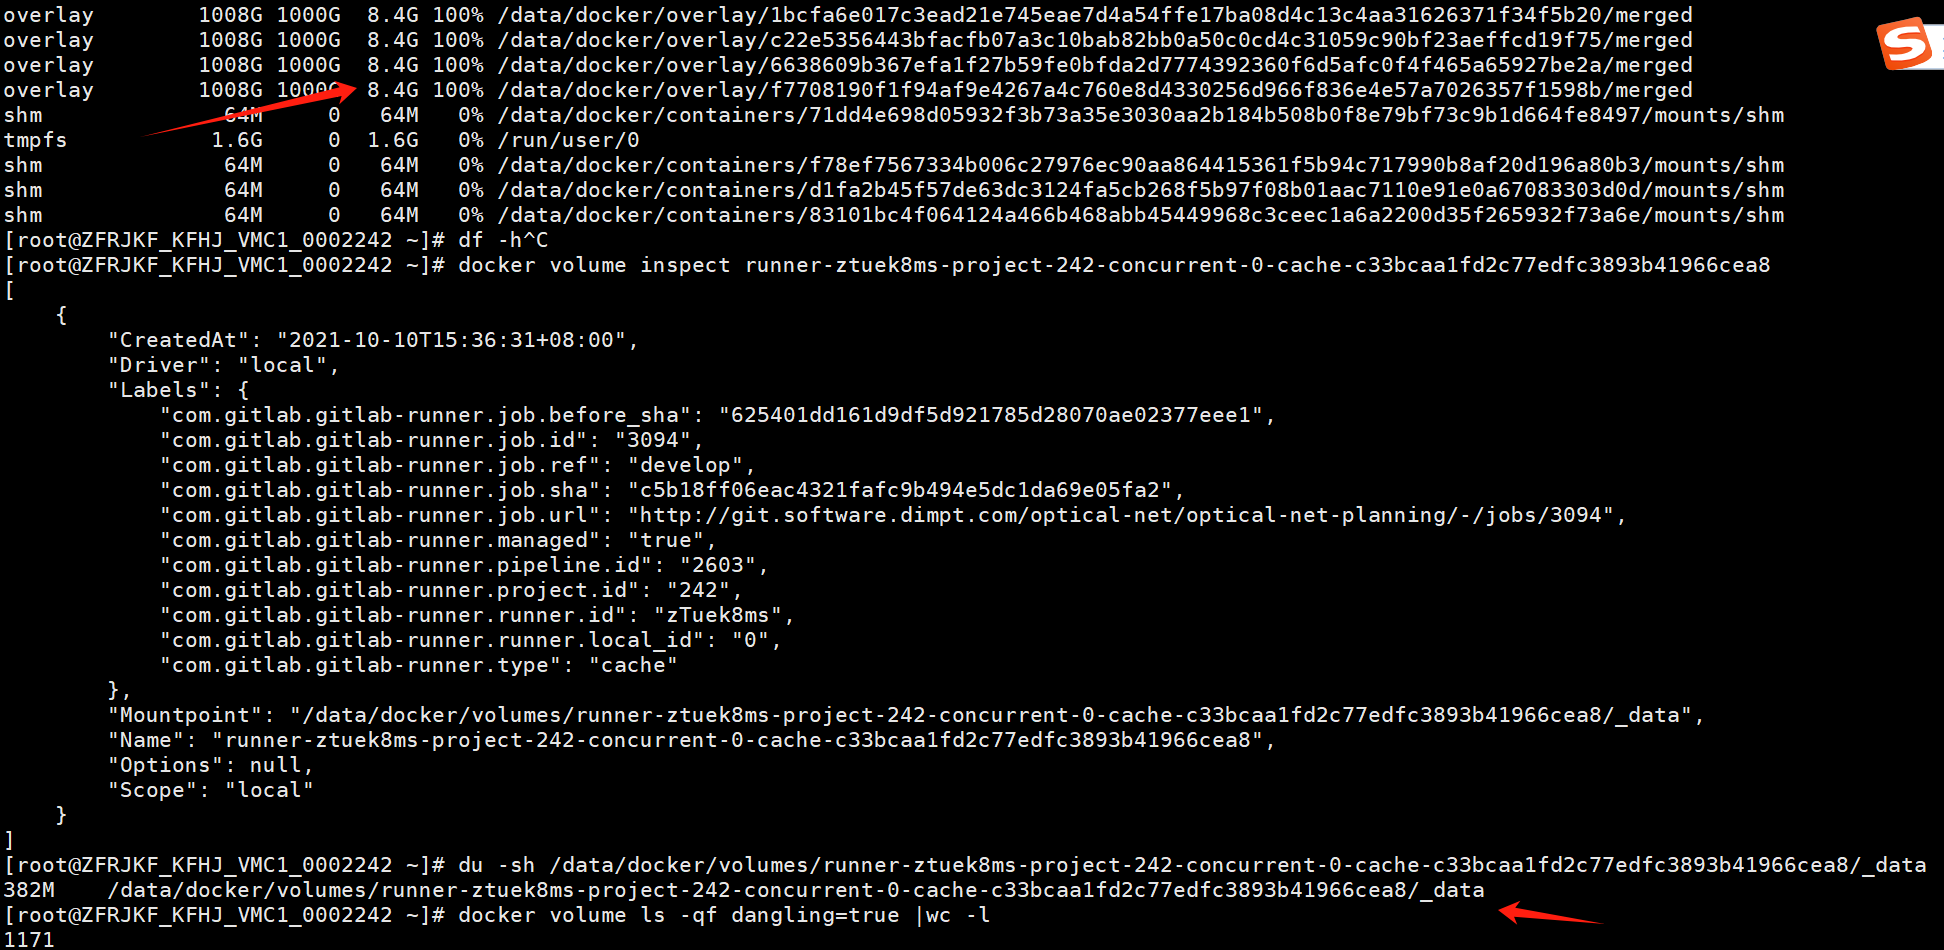 overlay 1008G 1000G 8.4G 100% /data/docker/overlay/1bcfa6e017c3ead21e745eae7d4a54ffe17ba08d4c13c4aa31626371f34f5b20/merged
overlay 1008G 1000G 8.4G 100% /data/docker/overlay/c22e5356443bfacfb07a3c10bab82bb0a50c0cd4c31059c90bf23aeffcd19f75/merged
overlay 1008G 1000G 8.4G 100% /data/docker/overlay/6638609b367efa1f27b59fe0bfda2d7774392360f6d5afc0f4f465a65927be2a/merged
overlay 1008G 1000G 8.4G 100% /data/docker/overlay/f7708190f1f94af9e4267a4c760e8d4330256d966f836e4e57a7026357f1598b/merged
shm 64M 0 64M 0% /data/docker/containers/71dd4e698d05932f3b73a35e3030aa2b184b508b0f8e79bf73c9b1d664fe8497/mounts/shm
tmpfs 1.6G 0 1.6G 0% /run/user/0
shm 64M 0 64M 0% /data/docker/containers/f78ef7567334b006c27976ec90aa864415361f5b94c717990b8af20d196a80b3/mounts/shm
shm 64M 0 64M 0% /data/docker/containers/d1fa2b45f57de63dc3124fa5cb268f5b97f08b01aac7110e91e0a67083303d0d/mounts/shm
shm 64M 0 64M 0% /data/docker/containers/83101bc4f064124a466b468abb45449968c3ceec1a6a2200d35f265932f73a6e/mounts/shm
[root@ZFRJKF_KFHJ_VMC1_0002242 ~]# df -h^C
[root@ZFRJKF_KFHJ_VMC1_0002242 ~]# docker volume inspect runner-ztuek8ms-project-242-concurrent-0-cache-c33bcaa1fd2c77edfc3893b41966cea8
[
    {
        "CreatedAt": "2021-10-10T15:36:31+08:00",
        "Driver": "local",
        "Labels": {
            "com.gitlab.gitlab-runner.job.before_sha": "625401dd161d9df5d921785d28070ae02377eee1",
            "com.gitlab.gitlab-runner.job.id": "3094",
            "com.gitlab.gitlab-runner.job.ref": "develop",
            "com.gitlab.gitlab-runner.job.sha": "c5b18ff06eac4321fafc9b494e5dc1da69e05fa2",
            "com.gitlab.gitlab-runner.job.url": "http://git.software.dimpt.com/optical-net/optical-net-planning/-/jobs/3094",
            "com.gitlab.gitlab-runner.managed": "true",
            "com.gitlab.gitlab-runner.pipeline.id": "2603",
            "com.gitlab.gitlab-runner.project.id": "242",
            "com.gitlab.gitlab-runner.runner.id": "zTuek8ms",
            "com.gitlab.gitlab-runner.runner.local_id": "0",
            "com.gitlab.gitlab-runner.type": "cache"
        },
        "Mountpoint": "/data/docker/volumes/runner-ztuek8ms-project-242-concurrent-0-cache-c33bcaa1fd2c77edfc3893b41966cea8/_data",
        "Name": "runner-ztuek8ms-project-242-concurrent-0-cache-c33bcaa1fd2c77edfc3893b41966cea8",
        "Options": null,
        "Scope": "local"
    }
]
[root@ZFRJKF_KFHJ_VMC1_0002242 ~]# du -sh /data/docker/volumes/runner-ztuek8ms-project-242-concurrent-0-cache-c33bcaa1fd2c77edfc3893b41966cea8/_data
382M /data/docker/volumes/runner-ztuek8ms-project-242-concurrent-0-cache-c33bcaa1fd2c77edfc3893b41966cea8/_data
[root@ZFRJKF_KFHJ_VMC1_0002242 ~]# docker volume ls -qf dangling=true |wc -l
1171